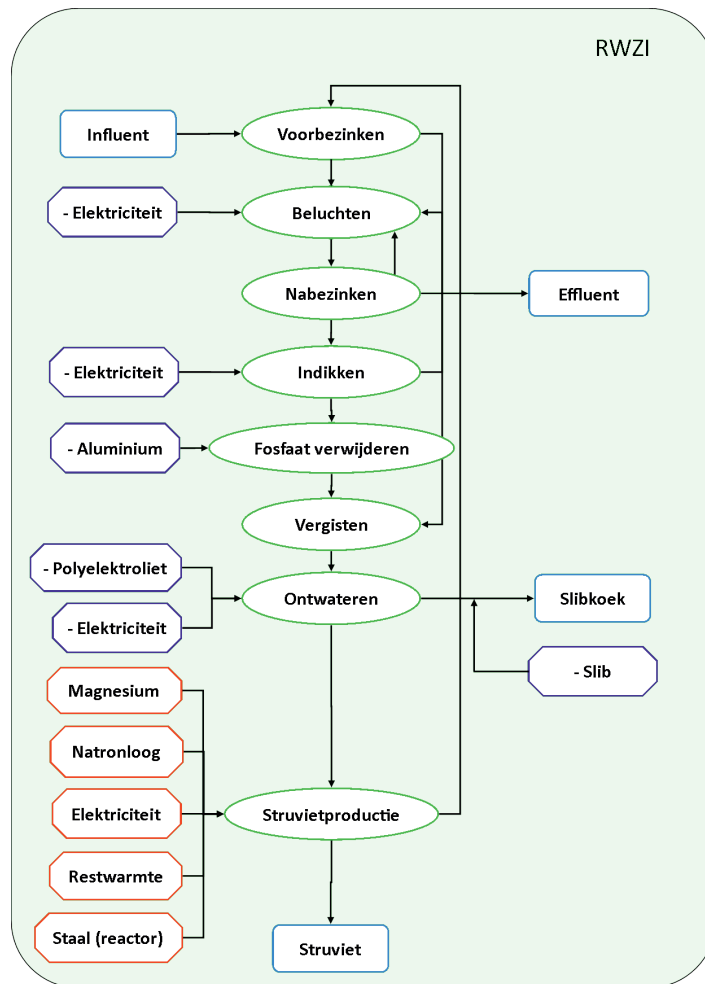 RWZI
Influent
Voorbezinken
- Elektriciteit
Beluchten
Nabezinken
Effluent
- Elektriciteit
Indikken
- Aluminium
Fosfaat verwijderen
Vergisten
- Polyelektroliet
Ontwateren
Slibkoek
- Elektriciteit
- Slib
Magnesium
Natronloog
Elektriciteit
Struvietproductie
Restwarmte
Staal (reactor)
Struviet